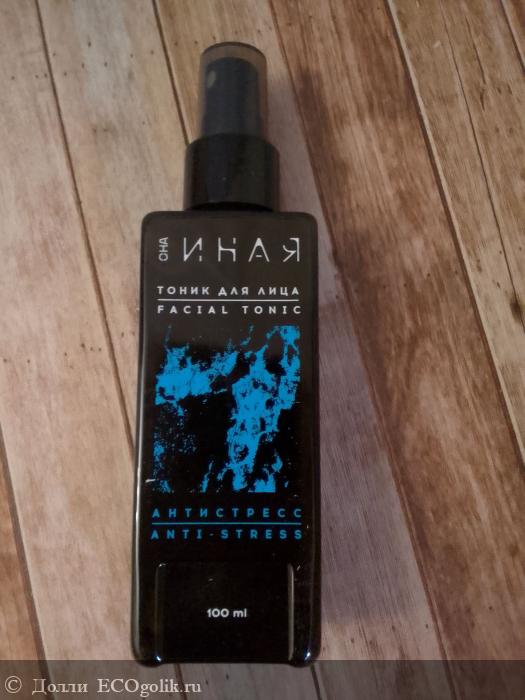 ОНА ИНАЯ
ТОНИК ДЛЯ ЛИЦА
FACIAL TONIC
АНТИСТРЕСС
ANTI-STRESS
100 ml
© Долли ECOgolik.ru